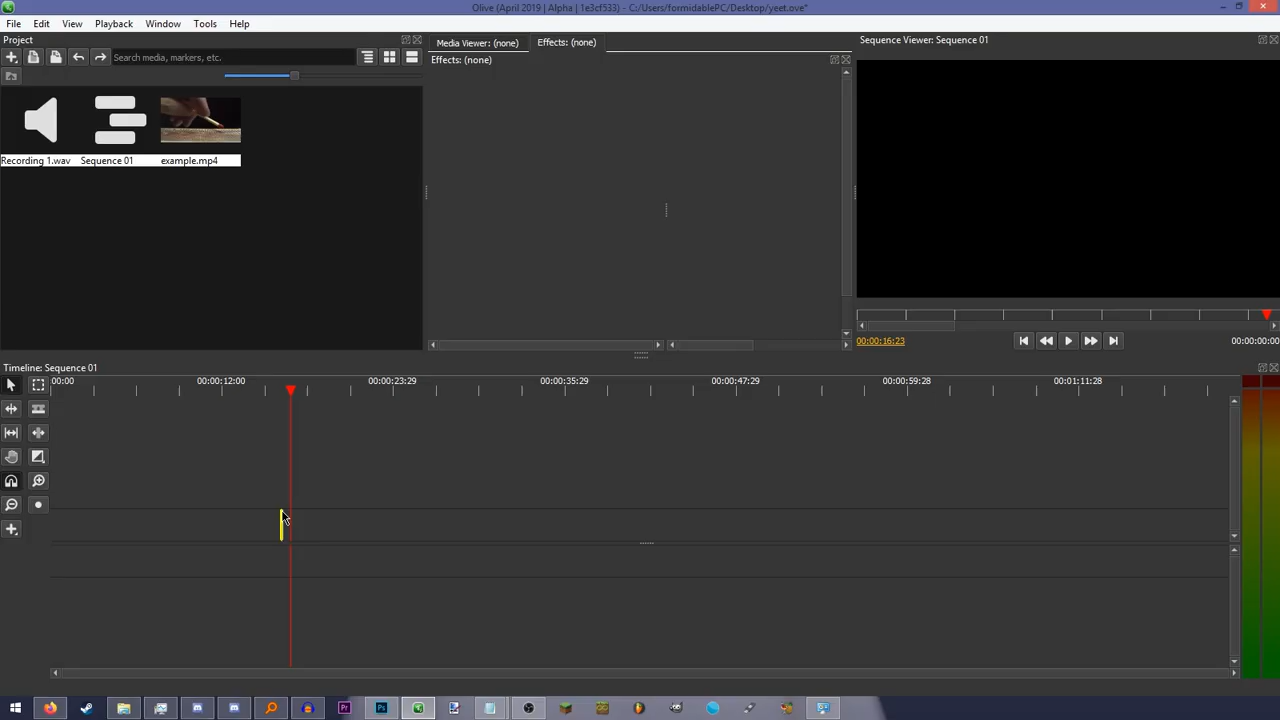 Olive (April 2019 | Alpha | 1e3cf533) - C:/Users/formidablePC/Desktop/yeet.ove*
File Edit View Playback Window Tools Help
Project
Media Viewer: (none) Effects: (none)
Sequence Viewer: Sequence 01
Search media, markers, etc.
Effects: (none)
Recording 1.wav Sequence 01 example.mp4
00:00:16:23
00:00:00:00
Timeline: Sequence 01
00:00 00:00:12:00 00:00:23:29 00:00:35:29 00:00:47:29 00:00:59:28 00:01:11:28
Pr
Ps